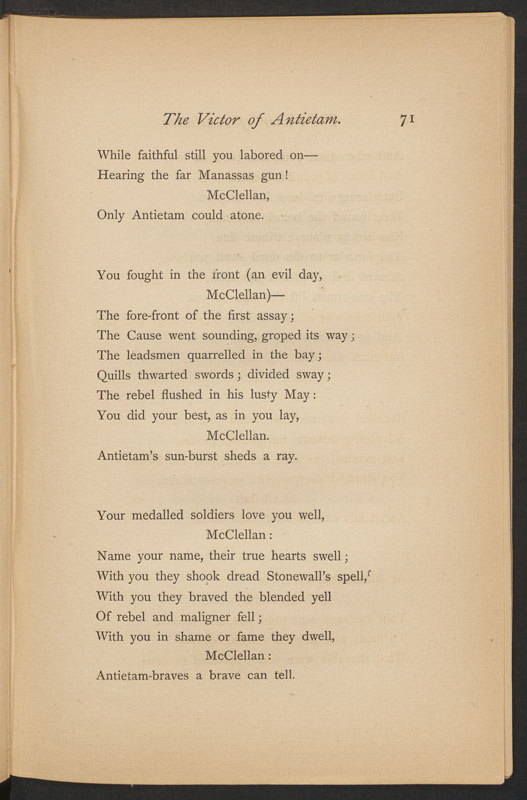 The Victor of Antietam. 71
While faithful still you labored on—
Hearing the far Manassas gun!
McClellan,
Only Antietam could atone.
You fought in the front (an evil day,
McClellan)—
The fore-front of the first assay;
The Cause went sounding, groped its way;
The leadsmen quarrelled in the bay;
Quills thwarted swords; divided sway;
The rebel flushed in his lusty May:
You did your best, as in you lay,
McClellan.
Antietam's sun-burst sheds a ray.
Your medalled soldiers love you well,
McClellan:
Name your name, their true hearts swell;
With you they shook dread Stonewall's spell,ᶠ
With you they braved the blended yell
Of rebel and maligner fell;
With you in shame or fame they dwell,
McClellan:
Antietam-braves a brave can tell.